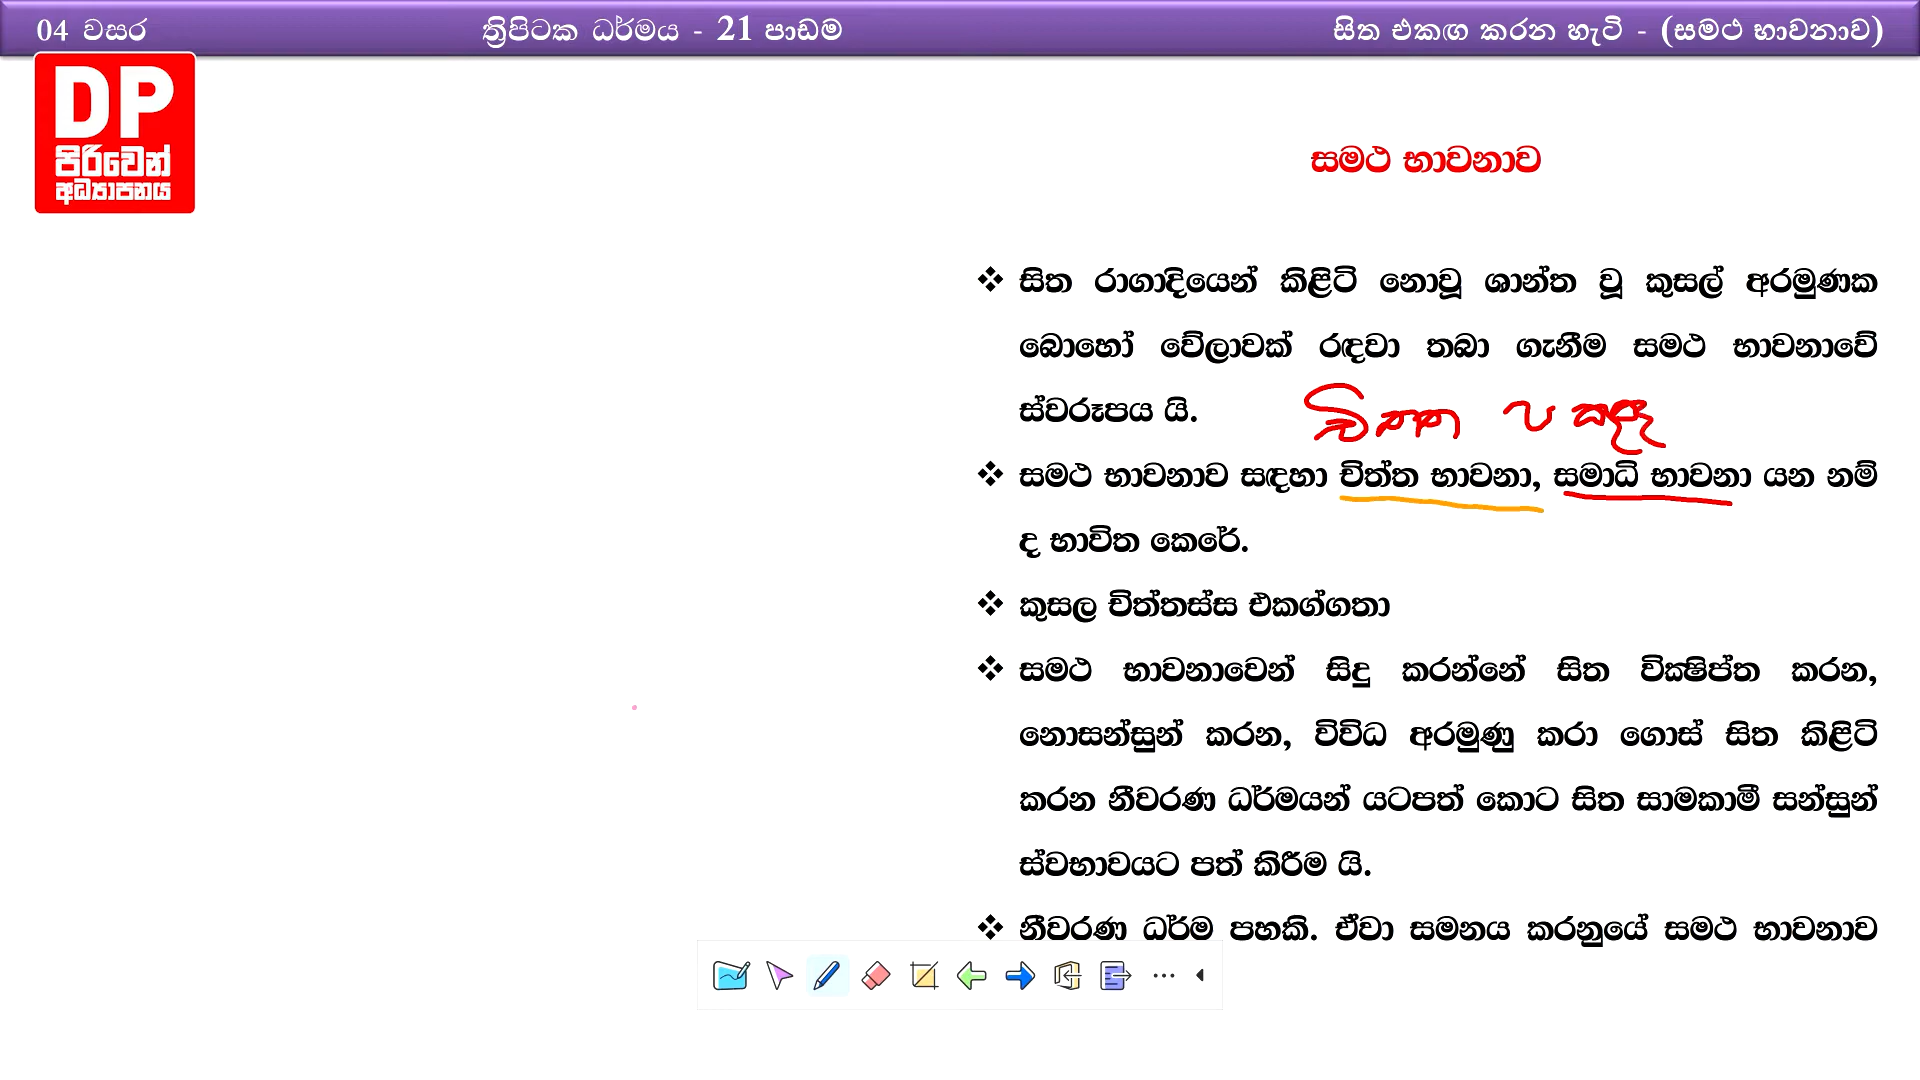 04 වසර
ත්‍රිපිටක ධර්මය - 21 පාඩම
සිත එකඟ කරන හැටි - (සමථ භාවනාව)
DP
පිරිවෙන්
අධ්‍යාපනය
සමථ භාවනාව
❖ සිත රාගාදියෙන් කිළිටි නොවූ ශාන්ත වූ කුසල් අරමුණක
බොහෝ වේලාවක් රඳවා තබා ගැනීම සමථ භාවනාවේ
ස්වරූපය යි.
චිත්ත ප
❖ සමථ භාවනාව සඳහා චිත්ත භාවනා, සමාධි භාවනා යන නම්
ද භාවිත කෙරේ.
❖ කුසල චිත්තස්ස එකග්ගතා
❖ සමථ භාවනාවෙන් සිදු කරන්නේ සිත වික්‍ෂිප්ත කරන,
නොසන්සුන් කරන, විවිධ අරමුණු කරා ගොස් සිත කිළිටි
කරන නීවරණ ධර්මයන් යටපත් කොට සිත සාමකාමී සන්සුන්
ස්වභාවයට පත් කිරීම යි.
❖ නීවරණ ධර්ම පහකි. ඒවා සමනය කරනුයේ සමථ භාවනාව